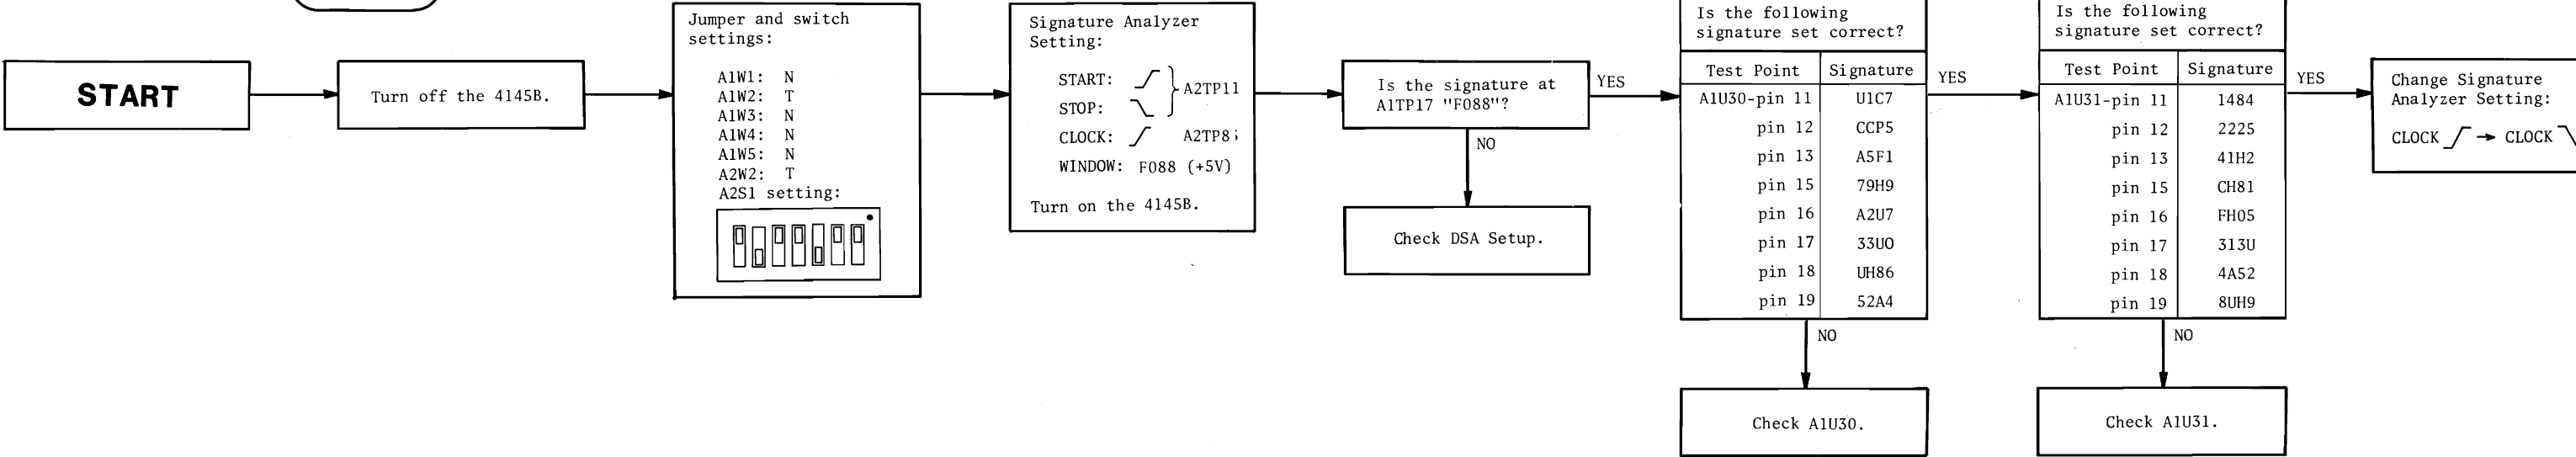 START
Turn off the 4145B.
Jumper and switch
settings:
A1W1: N
A1W2: T
A1W3: N
A1W4: N
A1W5: N
A2W2: T
A2S1 setting:
Signature Analyzer
Setting:
START:
STOP:
A2TP11
CLOCK: A2TP8;
WINDOW: F088 (+5V)
Turn on the 4145B.
Is the signature at
A1TP17 "F088"?
YES
NO
Check DSA Setup.
Is the following
signature set correct?
Test Point Signature
A1U30-pin 11 U1C7
pin 12 CCP5
pin 13 A5F1
pin 15 79H9
pin 16 A2U7
pin 17 33U0
pin 18 UH86
pin 19 52A4
YES
NO
Check A1U30.
Is the following
signature set correct?
Test Point Signature
A1U31-pin 11 1484
pin 12 2225
pin 13 41H2
pin 15 CH81
pin 16 FH05
pin 17 313U
pin 18 4A52
pin 19 8UH9
YES
NO
Check A1U31.
Change Signature
Analyzer Setting:
CLOCK → CLOCK